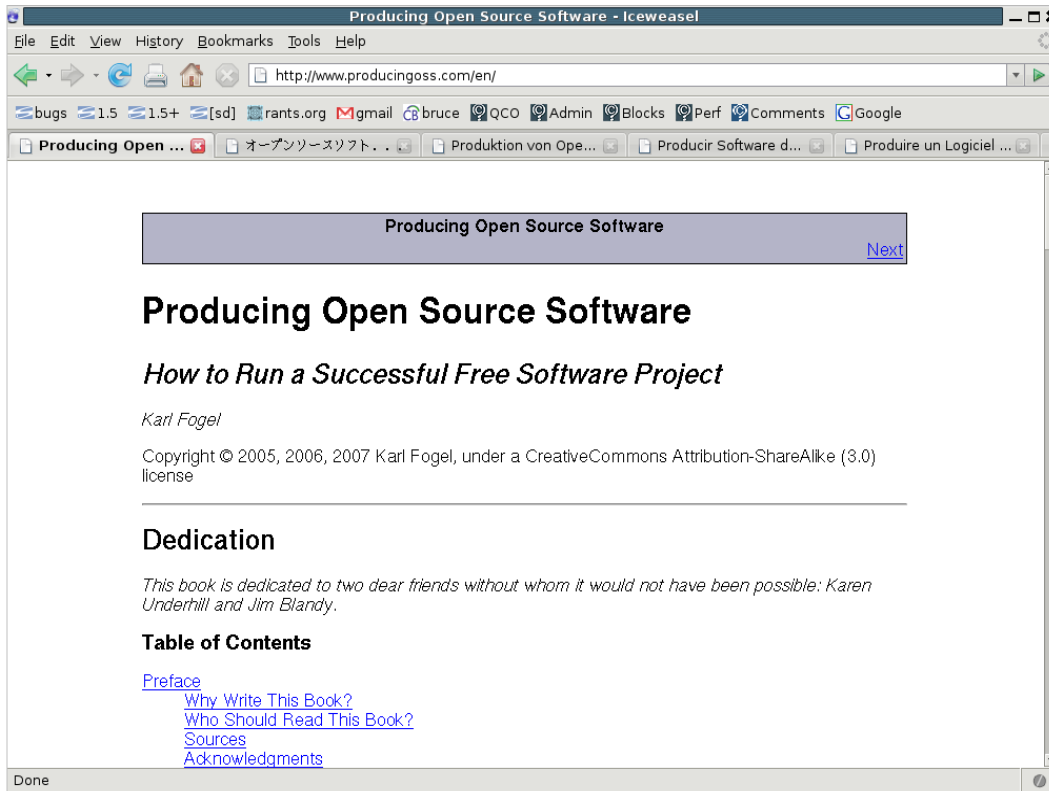 Producing Open Source Software - Iceweasel
File Edit View History Bookmarks Tools Help
http://www.producingoss.com/en/
bugs 1.5 1.5+ [sd] rants.org gmail bruce QCO Admin Blocks Perf Comments Google
Producing Open ... オープンソースソフト... Produktion von Ope... Producir Software d... Produire un Logiciel ...
Producing Open Source Software
Next
Producing Open Source Software
How to Run a Successful Free Software Project
Karl Fogel
Copyright © 2005, 2006, 2007 Karl Fogel, under a CreativeCommons Attribution-ShareAlike (3.0)
license
Dedication
This book is dedicated to two dear friends without whom it would not have been possible: Karen
Underhill and Jim Blandy.
Table of Contents
Preface
Why Write This Book?
Who Should Read This Book?
Sources
Acknowledgments
Done